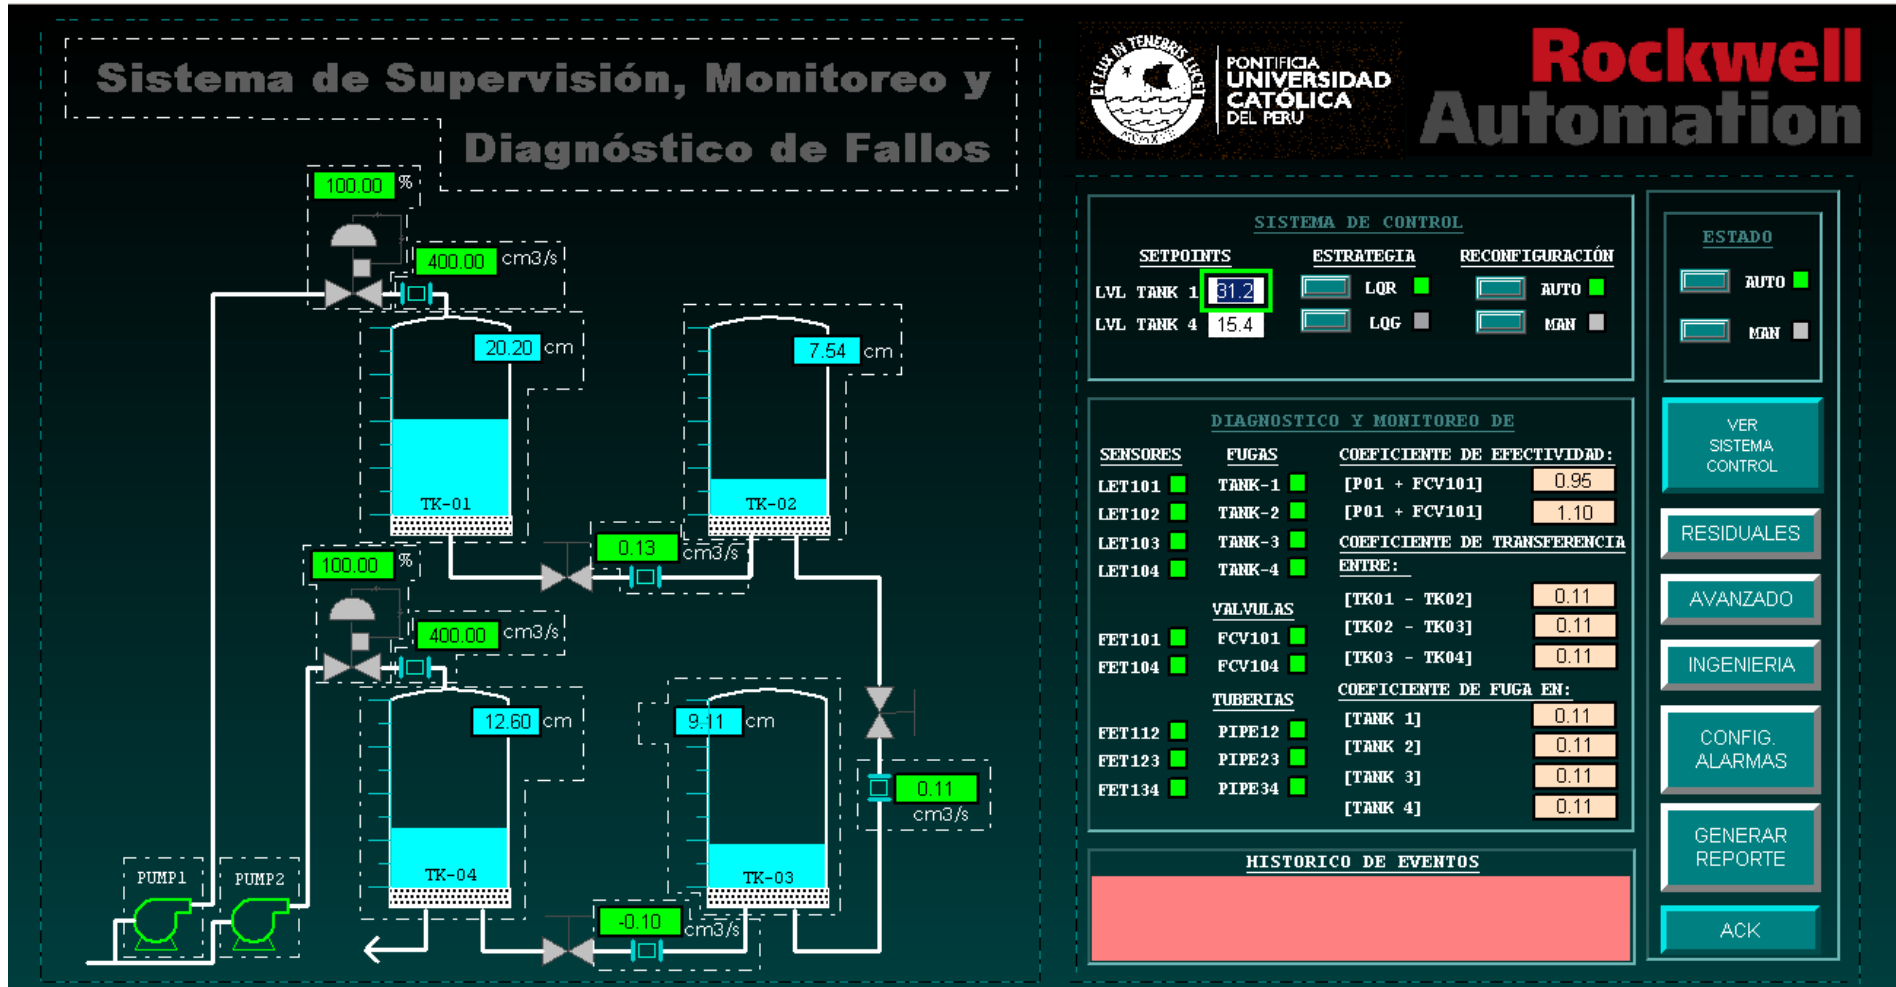 Sistema de Supervisión, Monitoreo y
Diagnóstico de Fallos
100.00 %
400.00 cm3/s
20.20 cm
TK-01
7.54 cm
TK-02
0.13 cm3/s
100.00 %
400.00 cm3/s
12.60 cm
TK-04
9.11 cm
TK-03
0.11
cm3/s
-0.10 cm3/s
PUMP1
PUMP2
ET LUX IN TENEBRIS LUCET
PONTIFICIA
UNIVERSIDAD
CATÓLICA
DEL PERÚ
Rockwell
Automation
SISTEMA DE CONTROL
SETPOINTS ESTRATEGIA RECONFIGURACIÓN
LVL TANK 1 31.2 LQR AUTO
LVL TANK 4 15.4 LQG MAN
ESTADO
AUTO
MAN
DIAGNOSTICO Y MONITOREO DE
SENSORES FUGAS COEFICIENTE DE EFECTIVIDAD:
LET101 TANK-1 [P01 + FCV101] 0.95
LET102 TANK-2 [P01 + FCV101] 1.10
LET103 TANK-3 COEFICIENTE DE TRANSFERENCIA
LET104 TANK-4 ENTRE:
VALVULAS [TK01 - TK02] 0.11
FET101 FCV101 [TK02 - TK03] 0.11
FET104 FCV104 [TK03 - TK04] 0.11
TUBERIAS COEFICIENTE DE FUGA EN:
[TANK 1] 0.11
FET112 PIPE12 [TANK 2] 0.11
FET123 PIPE23 [TANK 3] 0.11
FET134 PIPE34 [TANK 4] 0.11
HISTORICO DE EVENTOS
VER
SISTEMA
CONTROL
RESIDUALES
AVANZADO
INGENIERIA
CONFIG.
ALARMAS
GENERAR
REPORTE
ACK